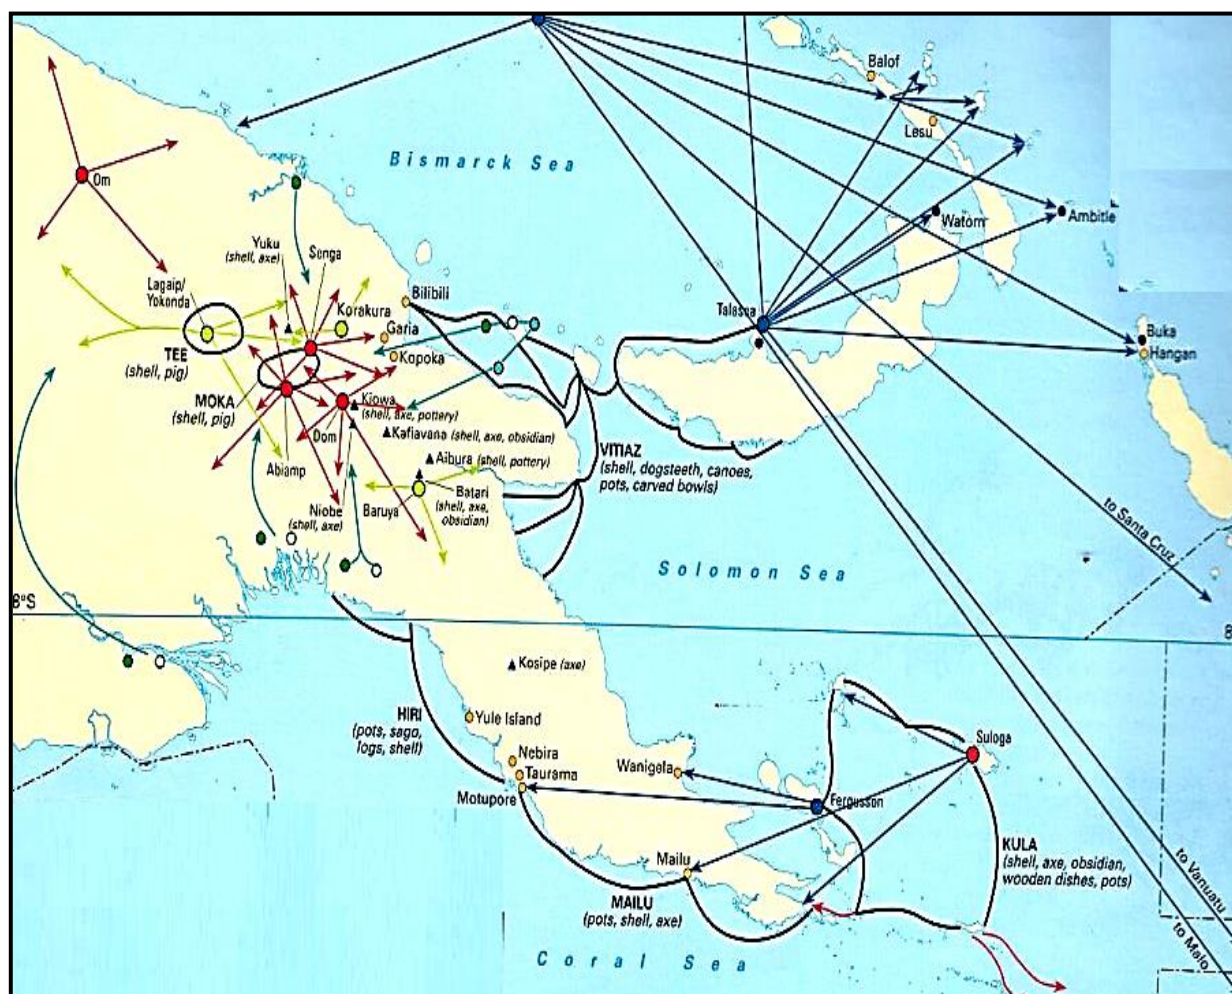 Balof
Lesu
Bismarck Sea
Om
Watom
Ambitle
Yuku
(shell, axe)
Senga
Lagaip/
Yokonda
Bilibili
Korakura
Talasea
Garia
Buka
Hangan
Kopoka
TEE
(shell, pig)
MOKA
(shell, pig)
Kiowa
(shell, axe, pottery)
Dom
Kafiavana (shell, axe, obsidian)
Abiamp
Aibura (shell, pottery)
VITIAZ
(shell, dogsteeth, canoes,
pots, carved bowls)
Niobe
(shell, axe)
Baruya
Batari
(shell, axe,
obsidian)
to Santa Cruz
Solomon Sea
8°S
8
Kosipe (axe)
HIRI
(pots, sago,
logs, shell)
Yule Island
Nebira
Taurama
Motupore
Wanigela
Suloga
Fergusson
Mailu
KULA
(shell, axe, obsidian,
wooden dishes, pots)
MAILU
(pots, shell, axe)
to Vanuatu
to Malo
Coral Sea